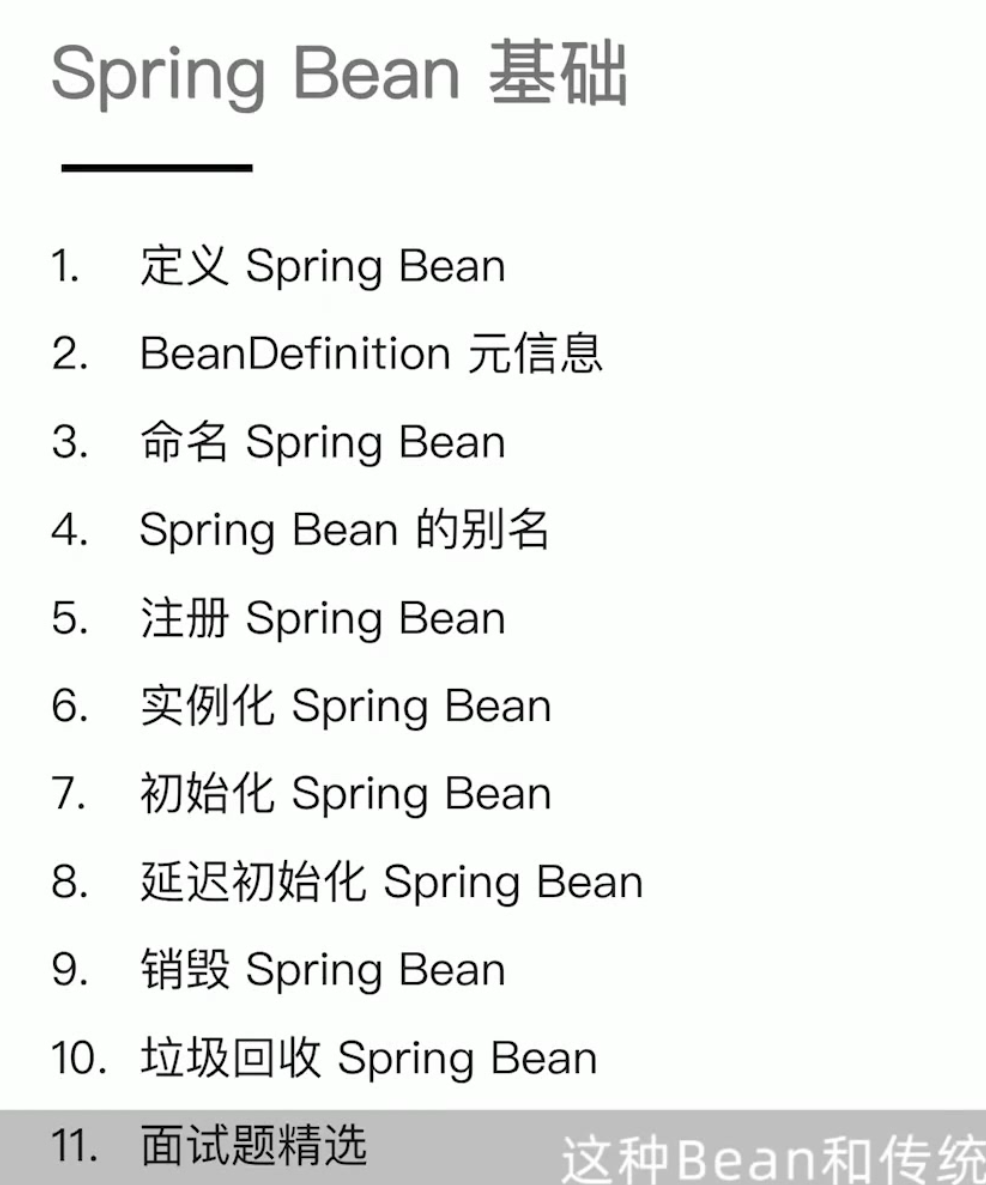 Spring Bean 基础
1. 定义 Spring Bean
2. BeanDefinition 元信息
3. 命名 Spring Bean
4. Spring Bean 的别名
5. 注册 Spring Bean
6. 实例化 Spring Bean
7. 初始化 Spring Bean
8. 延迟初始化 Spring Bean
9. 销毁 Spring Bean
10. 垃圾回收 Spring Bean
11. 面试题精选
这种Bean和传统